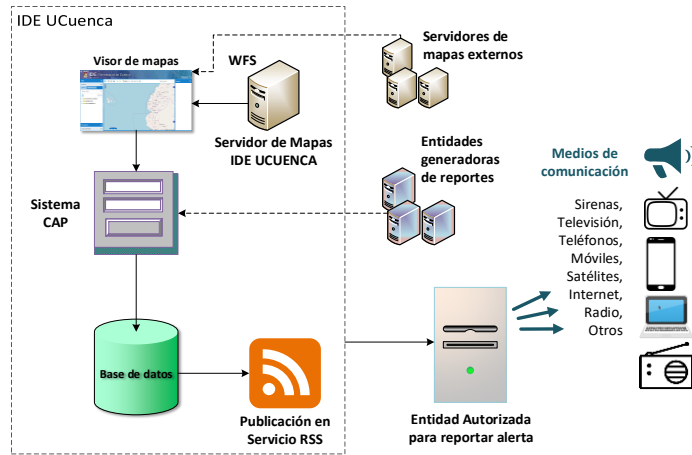 IDE UCuenca
Visor de mapas
WFS
Servidor de Mapas
IDE UCUENCA
Servidores de
mapas externos
Entidades
generadoras
de reportes
Sistema
CAP
Base de datos
Publicación en
Servicio RSS
Entidad Autorizada
para reportar alerta
Medios de
comunicación
Sirenas,
Televisión,
Teléfonos,
Móviles,
Satélites,
Internet,
Radio,
Otros